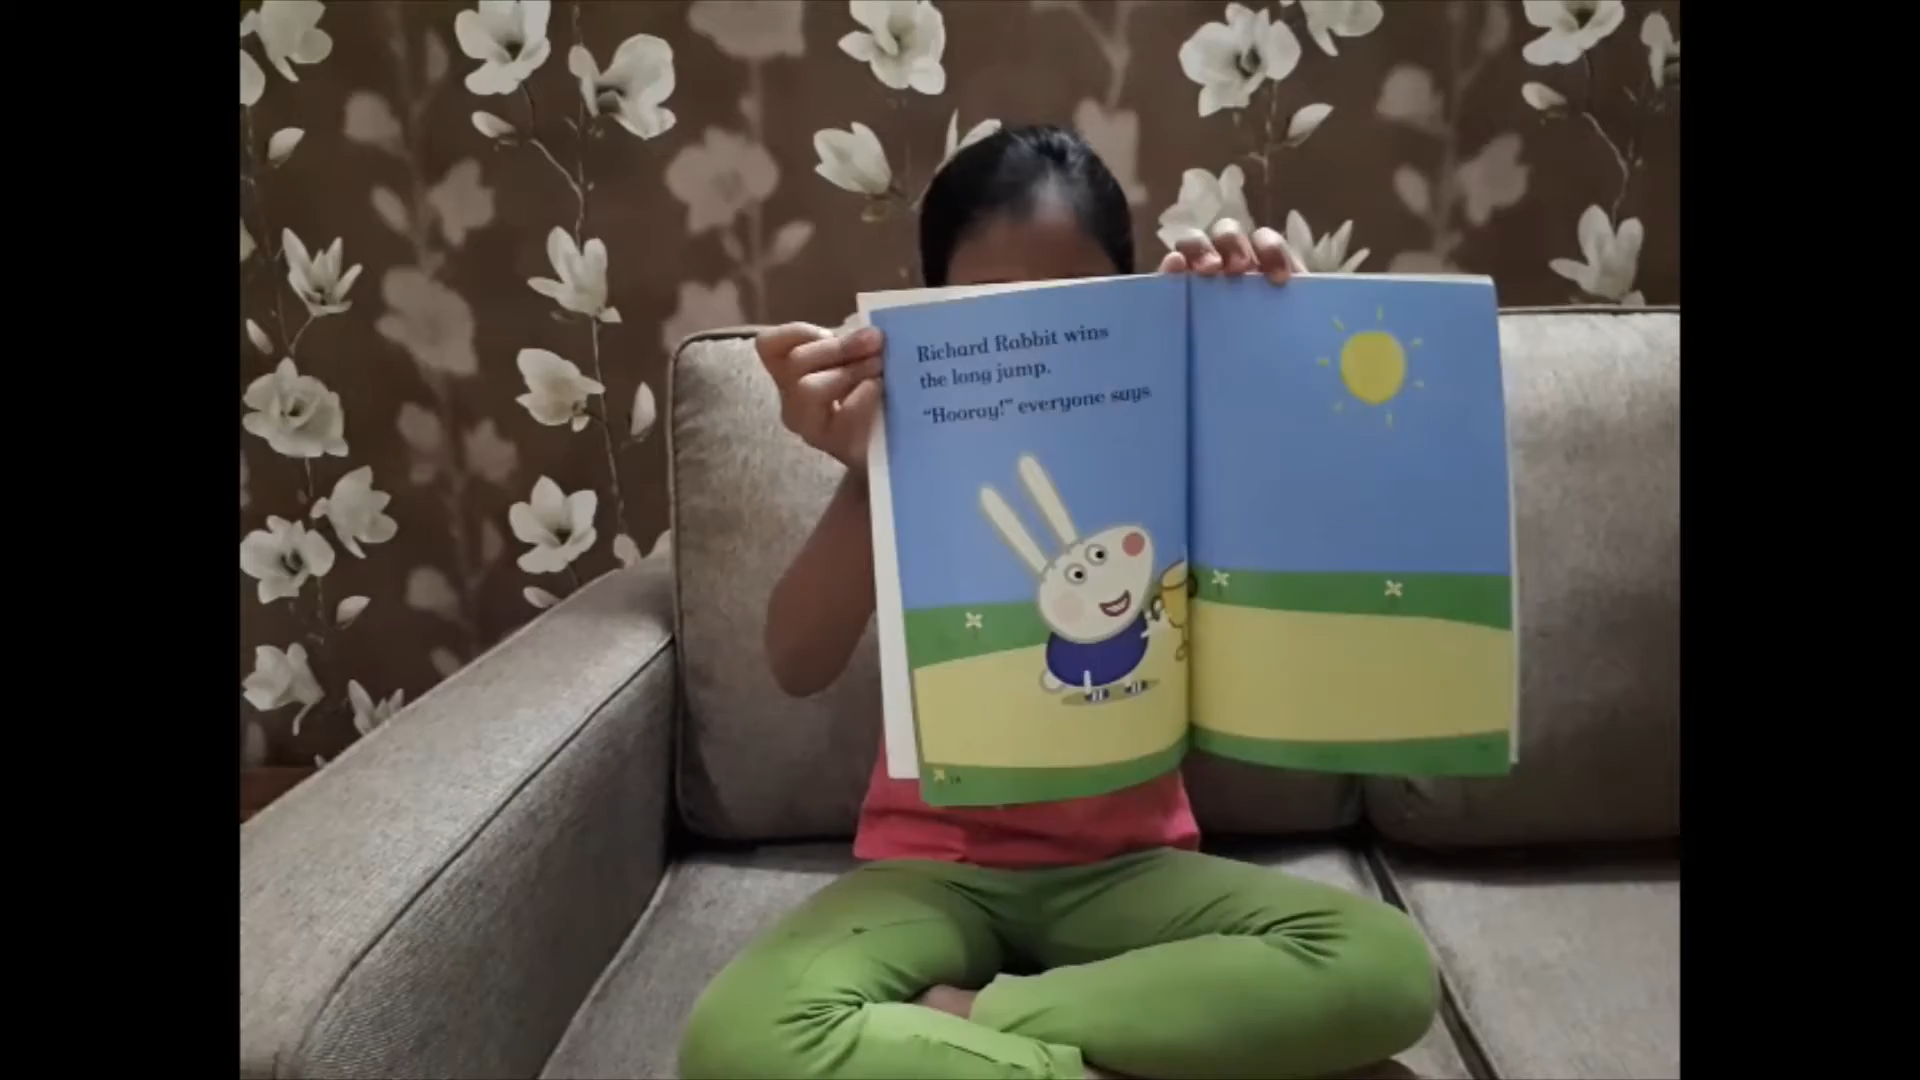 Richard Rabbit wins
the long jump.
"Hooray!" everyone says.